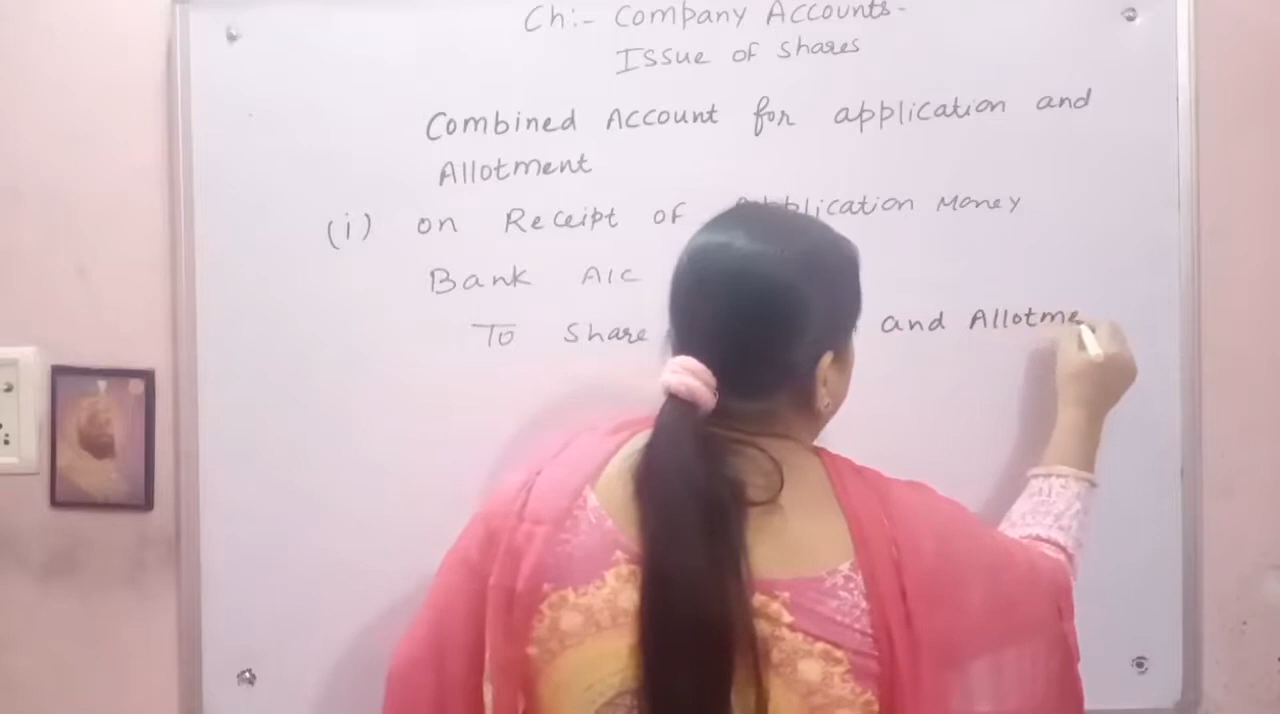 Ch:- Company Accounts-
Issue of Shares
Combined Account for application and
Allotment
(i) on Receipt of Application Money
Bank A/C
To Share and Allotme